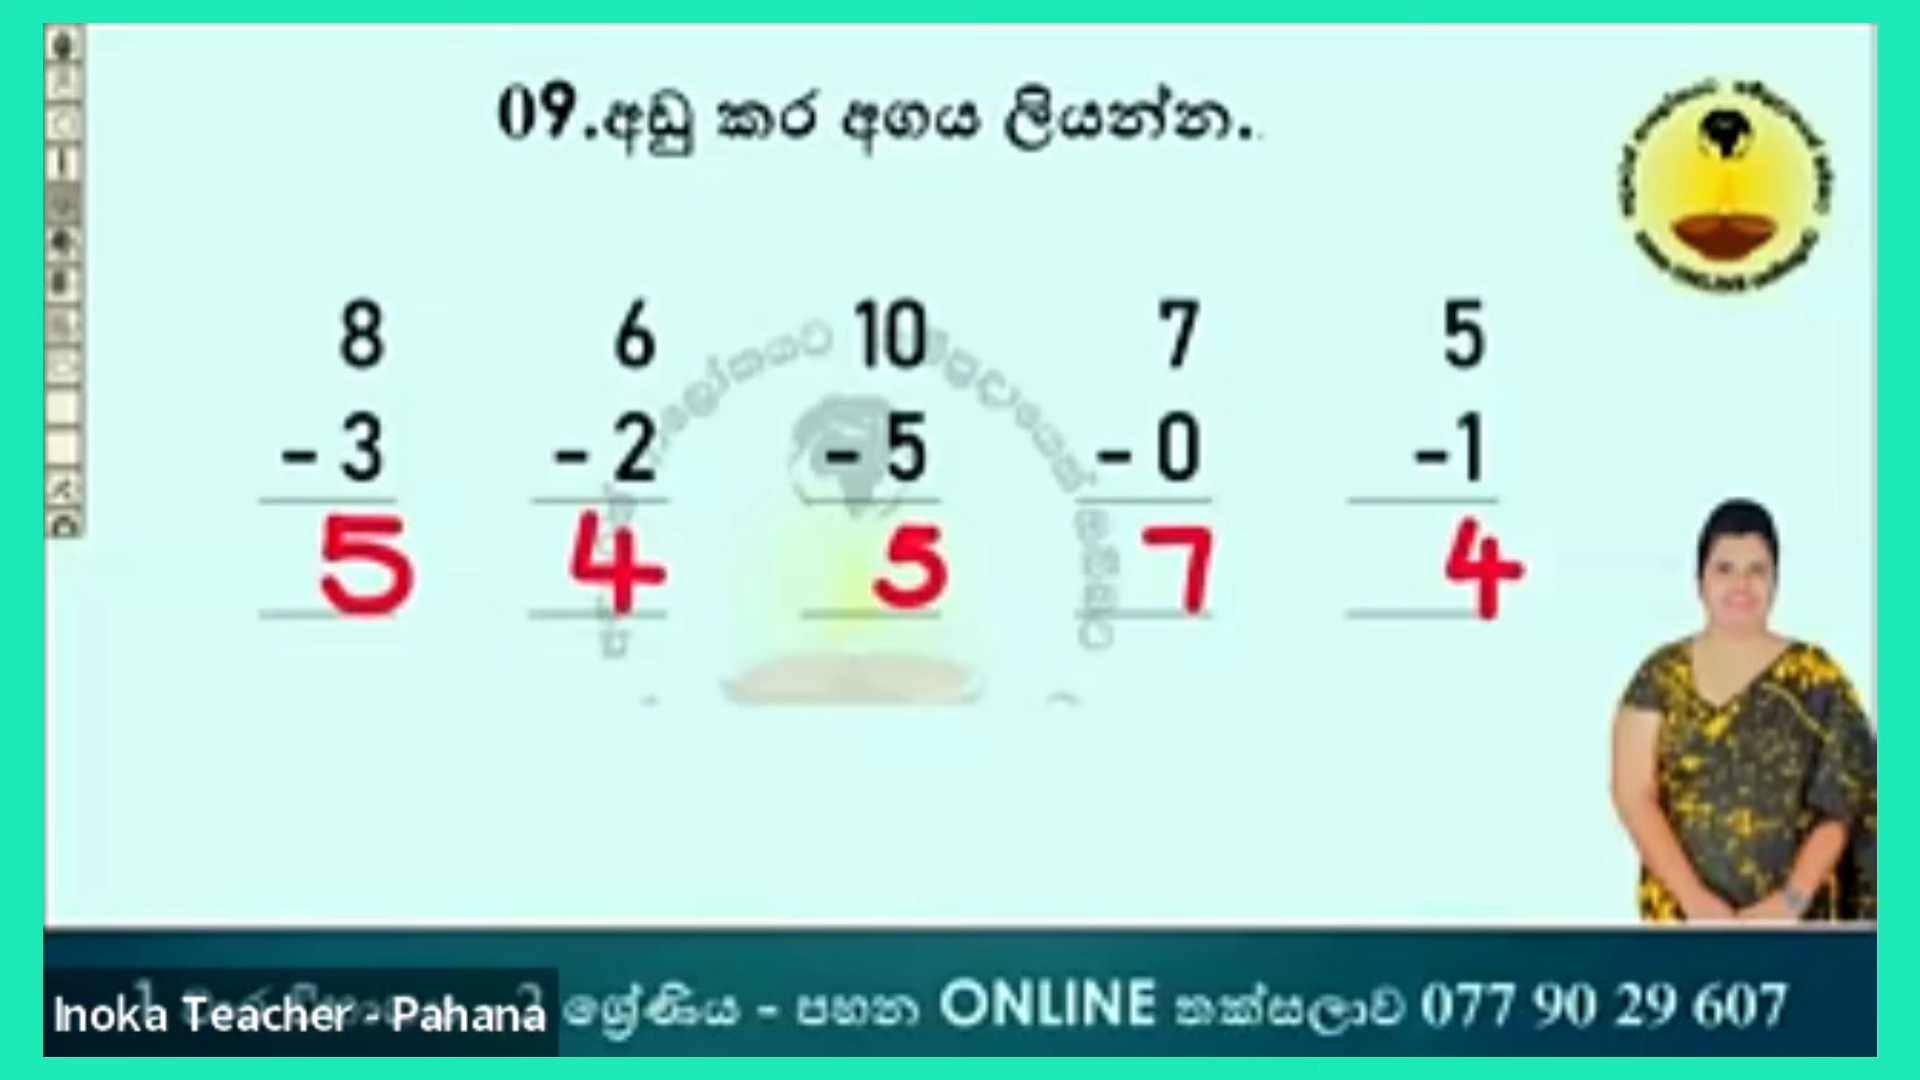 09.අඩු කර අගය ලියන්න.
8 6 10 7 5
- 3 - 2 - 5 - 0 -1
5 4 5 7 4
Inoka Teacher - Pahana ශ්‍රේණිය - පහන ONLINE තක්සලාව 077 90 29 607